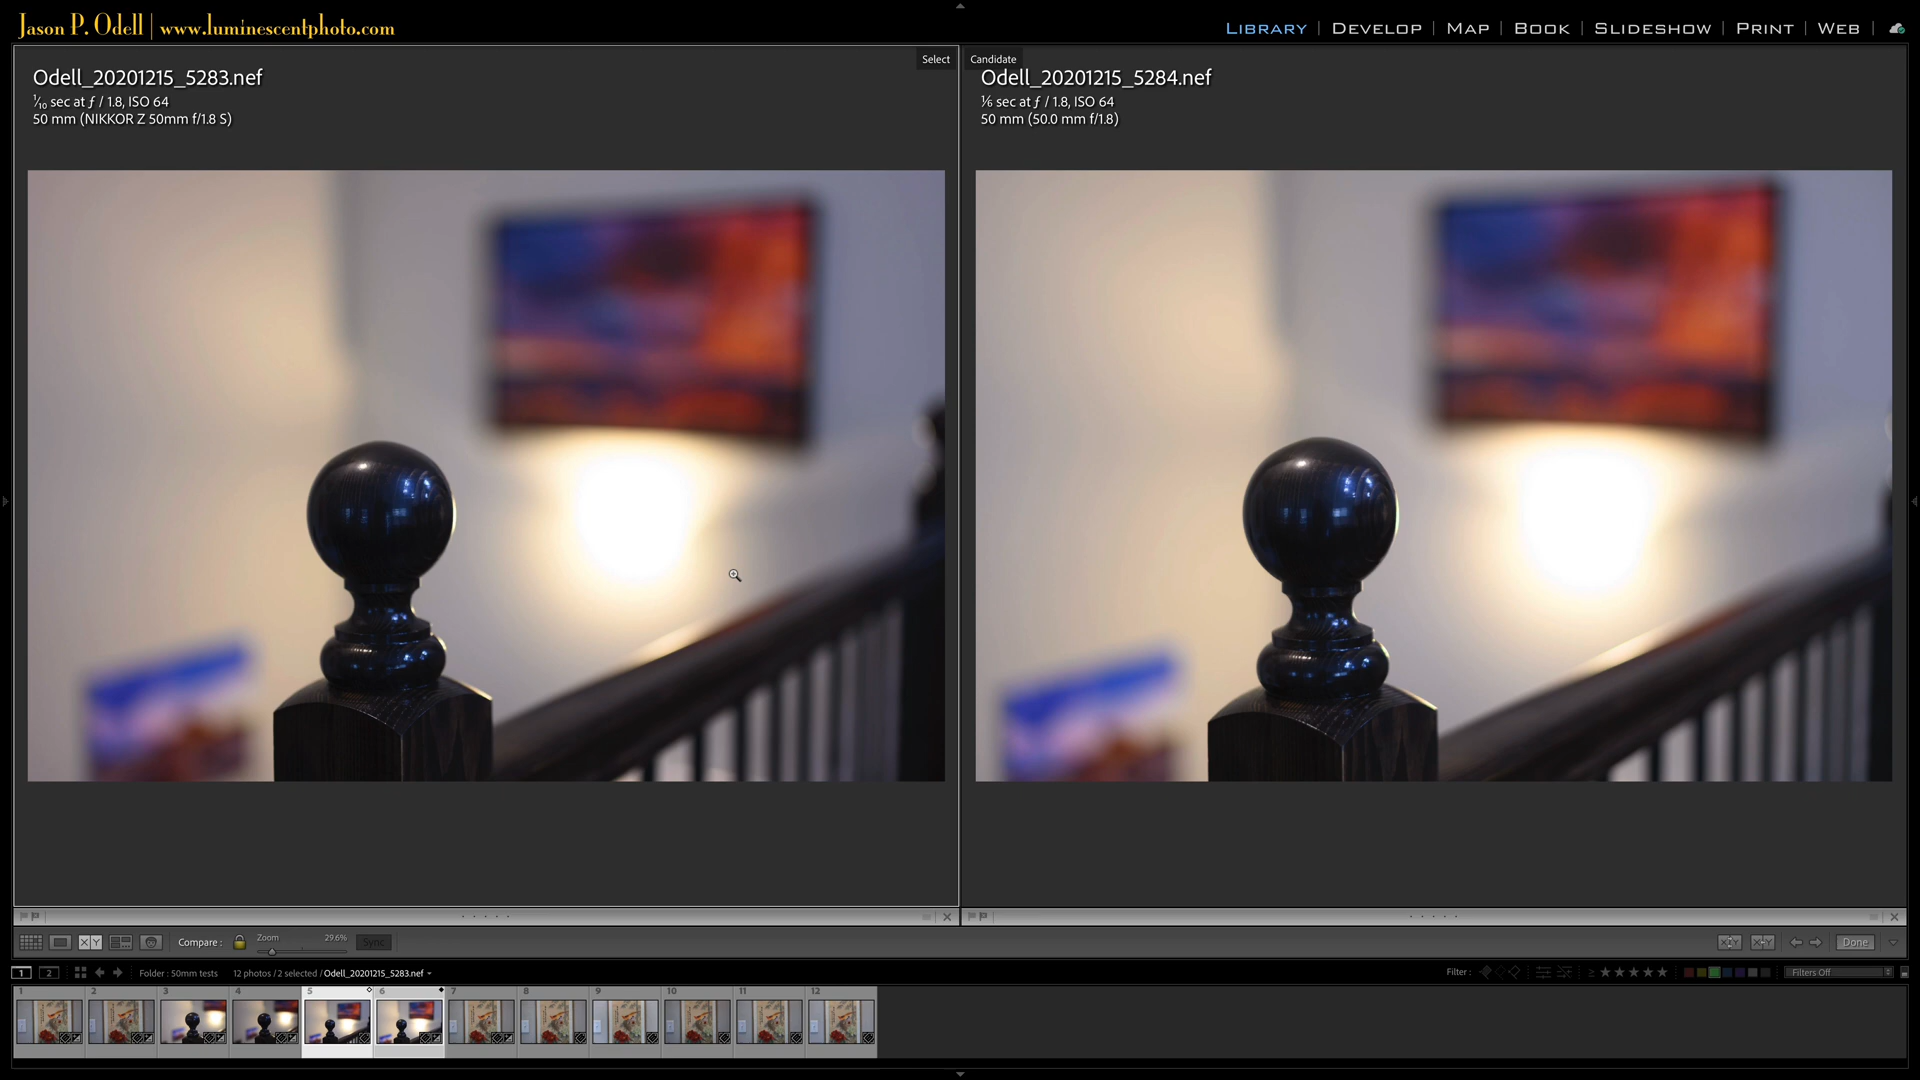 Jason P. Odell | www.luminescentphoto.com
LIBRARY | DEVELOP | MAP | BOOK | SLIDESHOW | PRINT | WEB
Select
Odell_20201215_5283.nef
1/10 sec at ƒ / 1.8, ISO 64
50 mm (NIKKOR Z 50mm f/1.8 S)
Candidate
Odell_20201215_5284.nef
1/6 sec at ƒ / 1.8, ISO 64
50 mm (50.0 mm f/1.8)
XY
Compare :
Zoom
29.6%
Sync
Done
1
2
Folder : 50mm tests
12 photos / 2 selected / Odell_20201215_5283.nef
Filter :
Filters Off
1 2 3 4 5 6 7 8 9 10 11 12